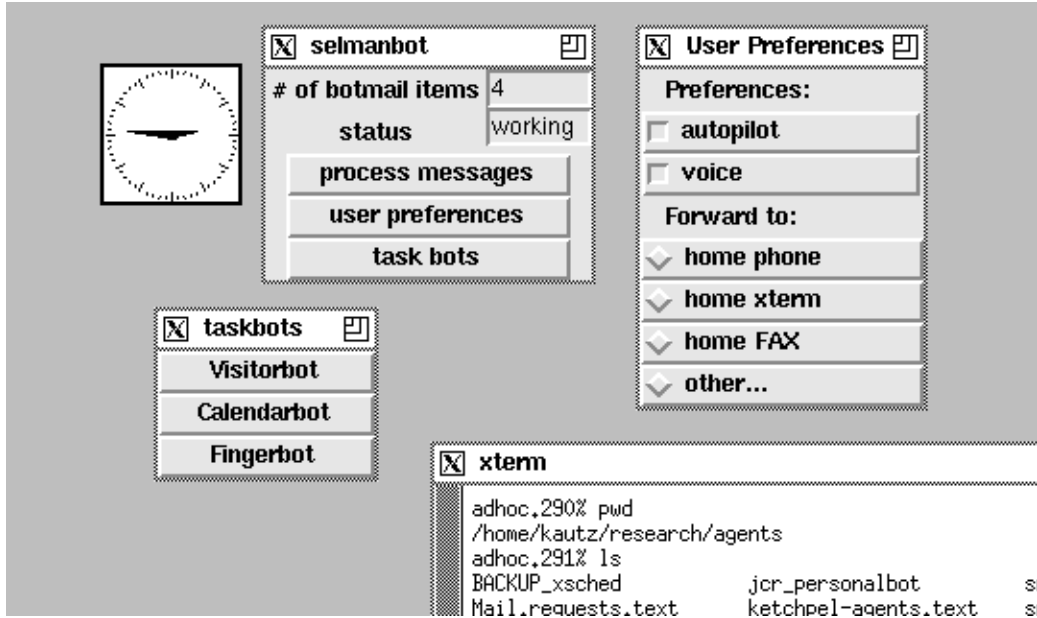 selmanbot
# of botmail items 4
status working
process messages
user preferences
task bots
User Preferences
Preferences:
autopilot
voice
Forward to:
home phone
home xterm
home FAX
other...
taskbots
Visitorbot
Calendarbot
Fingerbot
xterm
adhoc.290% pwd
/home/kautz/research/agents
adhoc.291% ls
BACKUP_xsched jcr_personalbot
Mail.requests.text ketchpel-agents.text